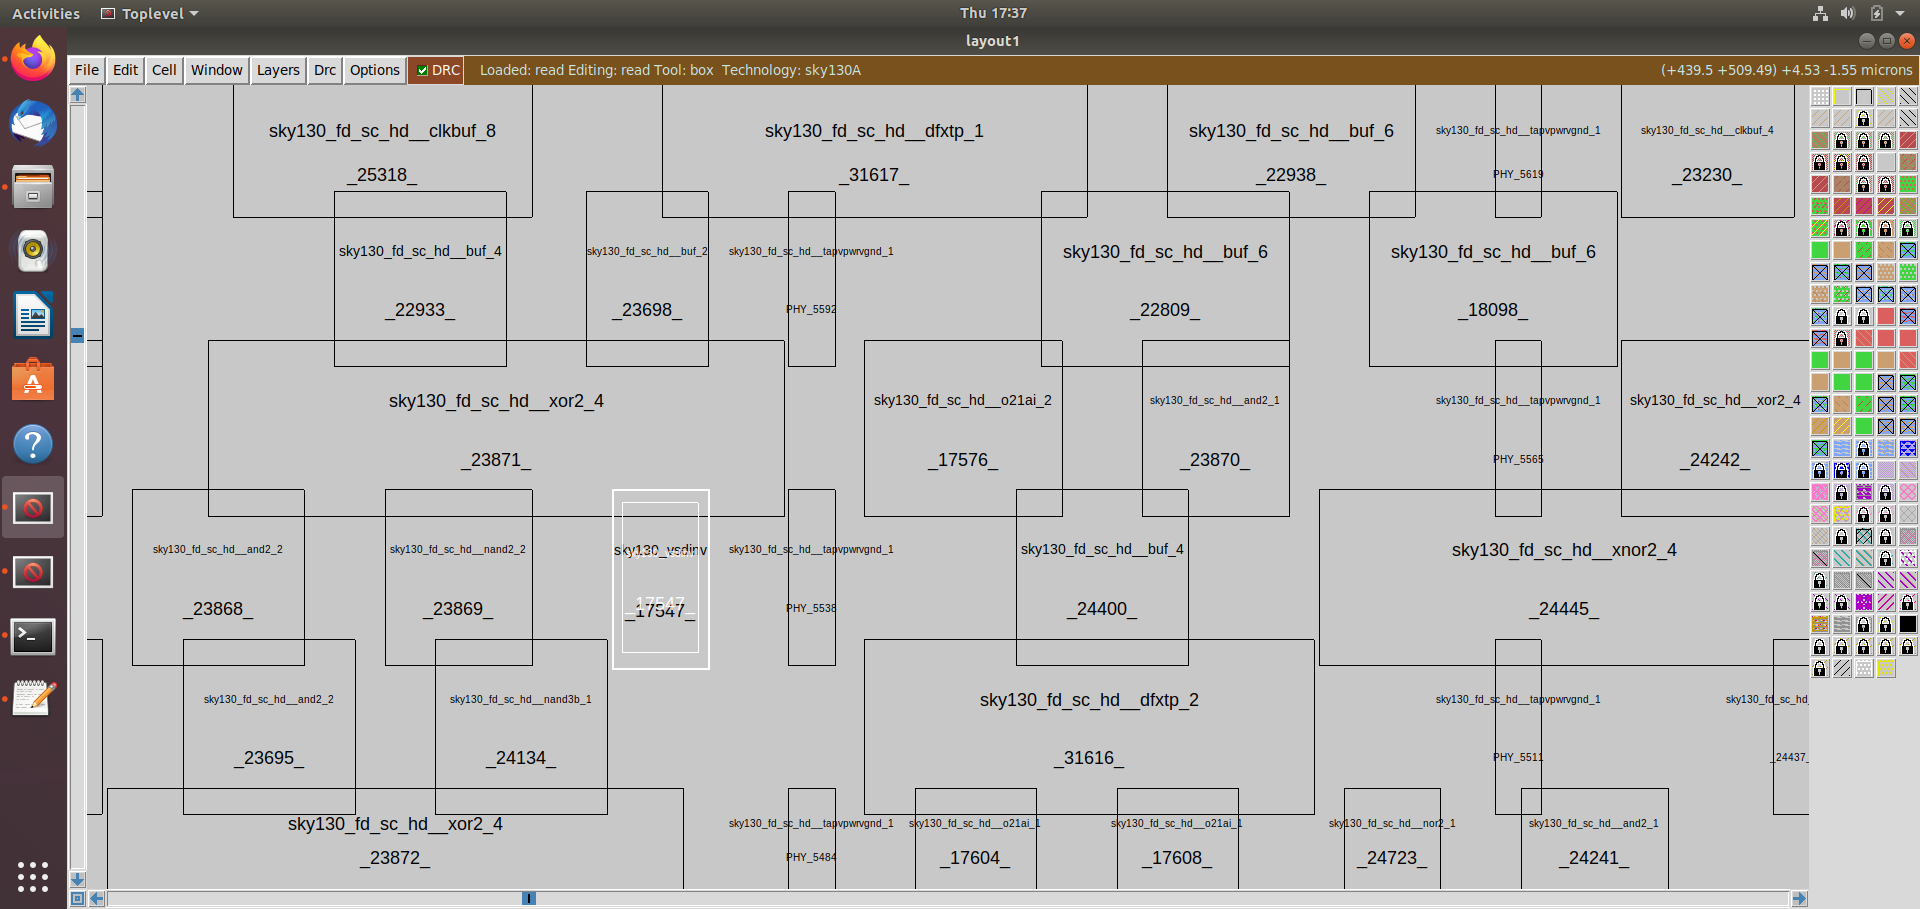 Activities Toplevel Thu 17:37
layout1
File Edit Cell Window Layers Drc Options DRC Loaded: read Editing: read Tool: box Technology: sky130A (+439.5 +509.49) +4.53 -1.55 microns
sky130_fd_sc_hd__clkbuf_8 sky130_fd_sc_hd__dfxtp_1 sky130_fd_sc_hd__buf_6 sky130_fd_sc_hd__tapvpwrvgnd_1 sky130_fd_sc_hd__clkbuf_4
_25318_ _31617_ _22938_ PHY_5619 _23230_
sky130_fd_sc_hd__buf_4 sky130_fd_sc_hd__buf_2 sky130_fd_sc_hd__tapvpwrvgnd_1 sky130_fd_sc_hd__buf_6 sky130_fd_sc_hd__buf_6
_22933_ _23698_ PHY_5592 _22809_ _18098_
sky130_fd_sc_hd__xor2_4 sky130_fd_sc_hd__o21ai_2 sky130_fd_sc_hd__and2_1 sky130_fd_sc_hd__tapvpwrvgnd_1 sky130_fd_sc_hd__xor2_4
_23871_ _17576_ _23870_ PHY_5565 _24242_
sky130_fd_sc_hd__and2_2 sky130_fd_sc_hd__nand2_2 sky130_vsdinv sky130_fd_sc_hd__tapvpwrvgnd_1 sky130_fd_sc_hd__buf_4 sky130_fd_sc_hd__xnor2_4
_23868_ _23869_ _17547_ PHY_5538 _24400_ _24445_
sky130_fd_sc_hd__and2_2 sky130_fd_sc_hd__nand3b_1 sky130_fd_sc_hd__dfxtp_2 sky130_fd_sc_hd__tapvpwrvgnd_1 sky130_fd_sc_hd_
_23695_ _24134_ _31616_ PHY_5511 _24437_
sky130_fd_sc_hd__xor2_4 sky130_fd_sc_hd__tapvpwrvgnd_1 sky130_fd_sc_hd__o21ai_1 sky130_fd_sc_hd__o21ai_1 sky130_fd_sc_hd__nor2_1 sky130_fd_sc_hd__and2_1
_23872_ PHY_5484 _17604_ _17608_ _24723_ _24241_